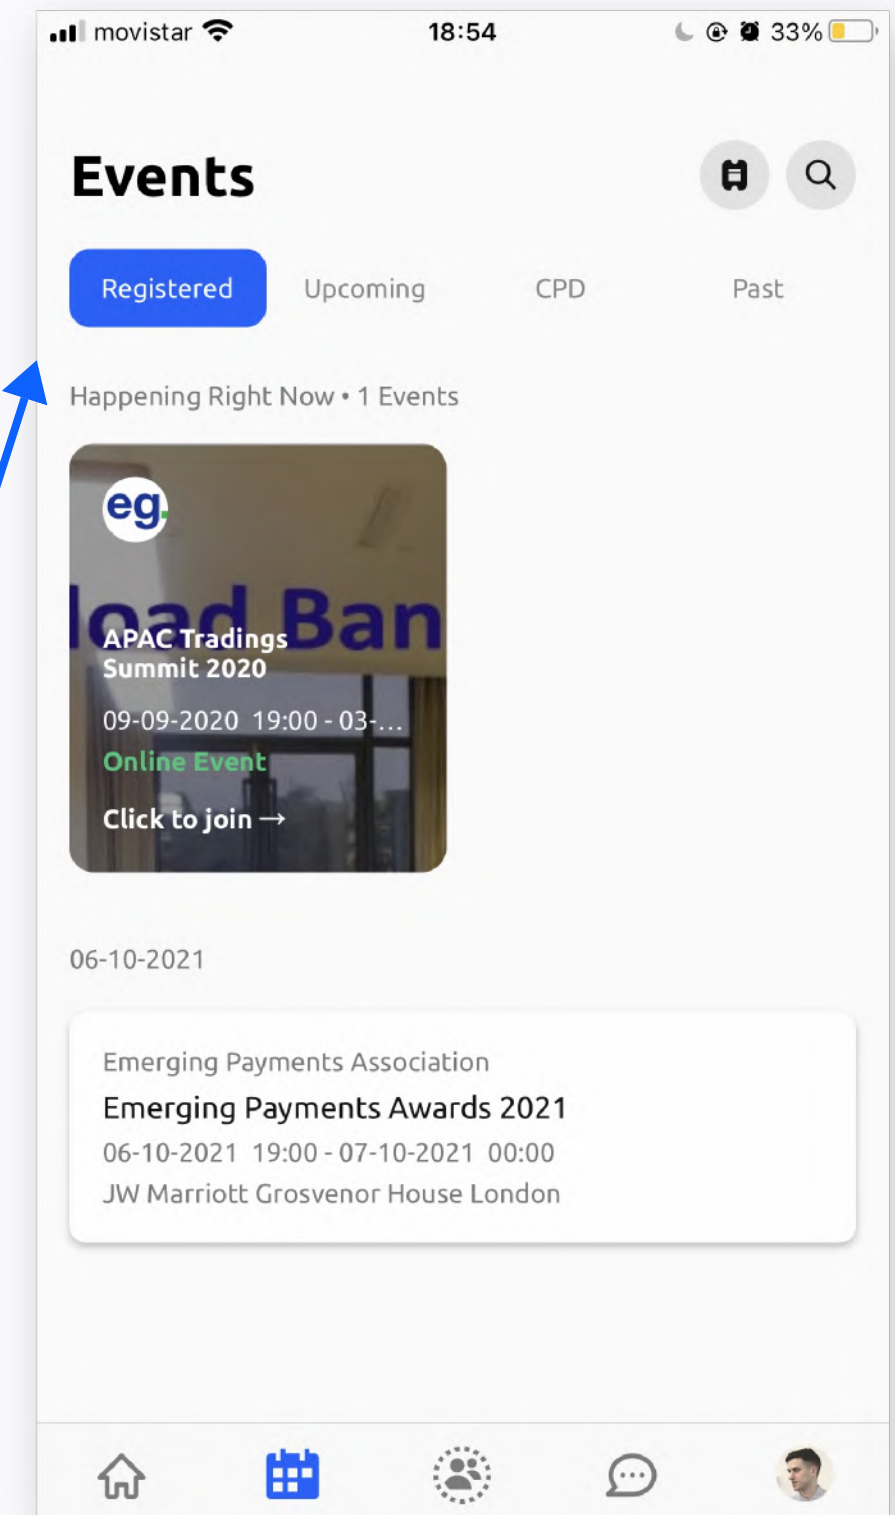 movistar 18:54 33%
Events
Registered Upcoming CPD Past
Happening Right Now • 1 Events
eg.
load Ban
APAC Tradings
Summit 2020
09-09-2020 19:00 - 03-...
Online Event
Click to join →
06-10-2021
Emerging Payments Association
Emerging Payments Awards 2021
06-10-2021 19:00 - 07-10-2021 00:00
JW Marriott Grosvenor House London